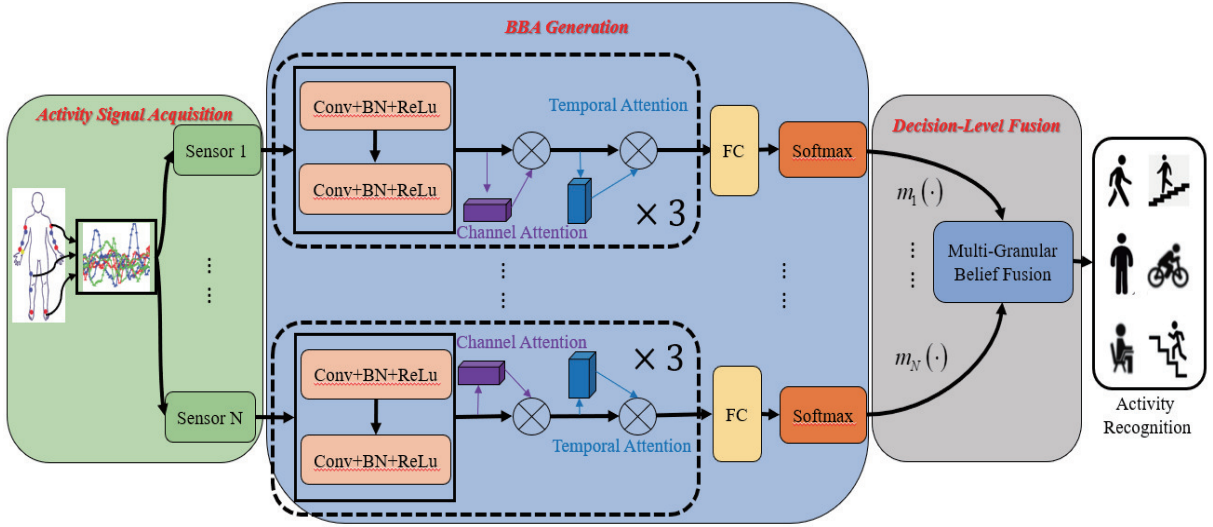 BBA Generation
Activity Signal Acquisition
Decision-Level Fusion
Sensor 1
Conv+BN+ReLu
Conv+BN+ReLu
Temporal Attention
Channel Attention
× 3
FC
Softmax
m₁(·)
Multi-Granular
Belief Fusion
Sensor N
Conv+BN+ReLu
Conv+BN+ReLu
Channel Attention
Temporal Attention
× 3
FC
Softmax
m_N(·)
Activity
Recognition